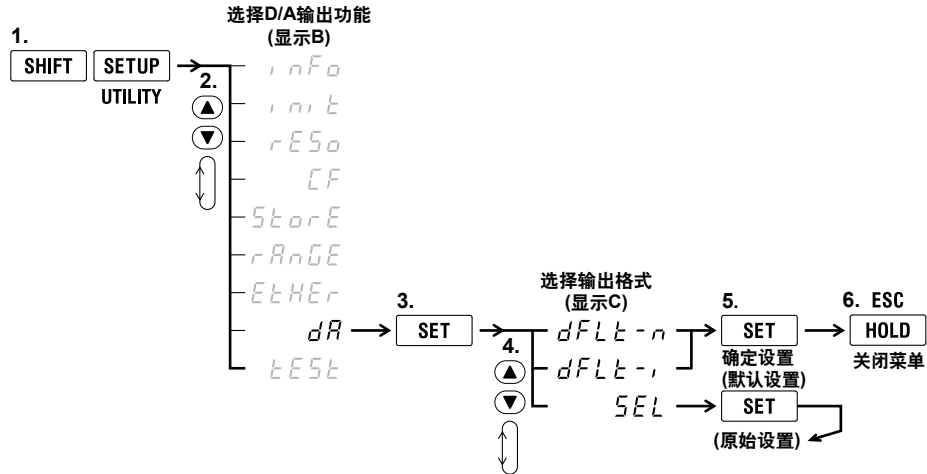 选择D/A输出功能
(显示B)
1.
SHIFT SETUP
UTILITY
2.
inFo
init
rESo
CF
StorE
rAnGE
EtHEr
dA
tESt
3.
SET
选择输出格式
(显示C)
4.
dFLt-n
dFLt-i
SEL
5.
SET
确定设置
(默认设置)
SET
(原始设置)
6. ESC
HOLD
关闭菜单